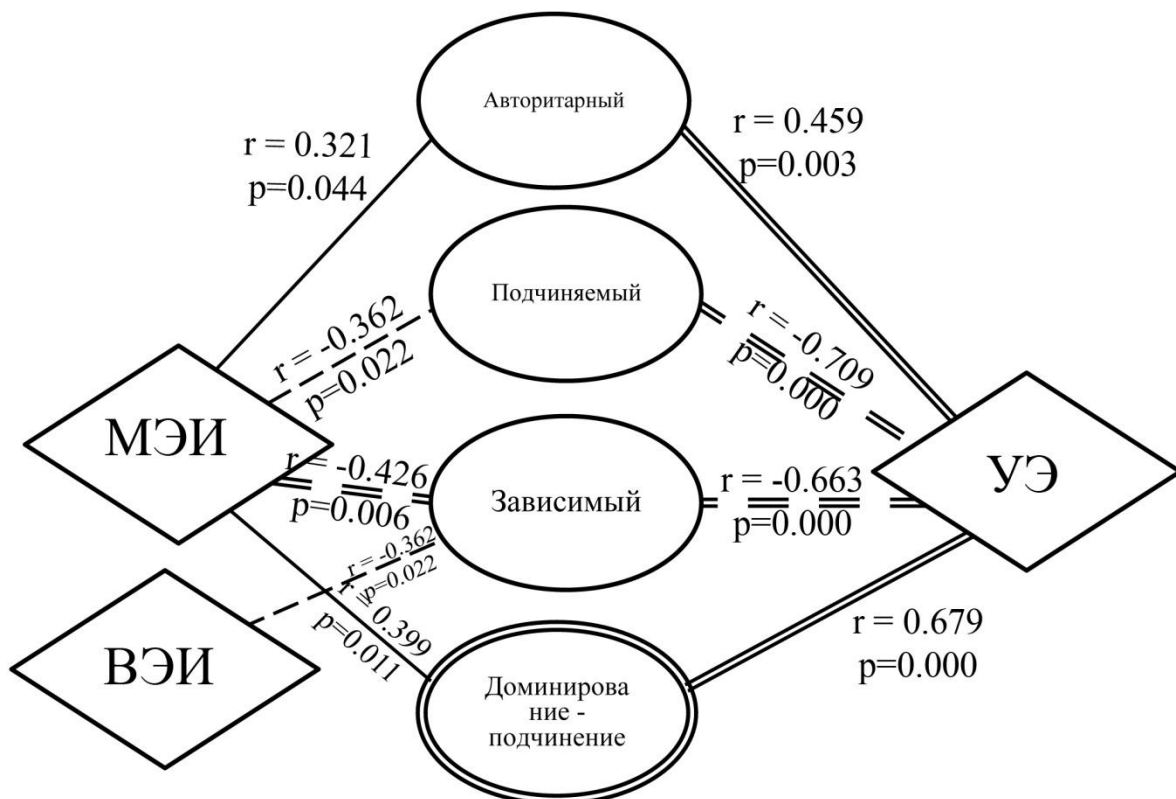 Авторитарный
r = 0.321
p=0.044
r = 0.459
p=0.003
Подчиняемый
r = -0.362
p=0.022
r = -0.709
p=0.000
МЭИ
УЭ
r = -0.426
p=0.006
Зависимый
r = -0.663
p=0.000
r = -0.362
p=0.022
r = 0.399
p=0.011
ВЭИ
Доминирова
ние -
подчинение
r = 0.679
p=0.000